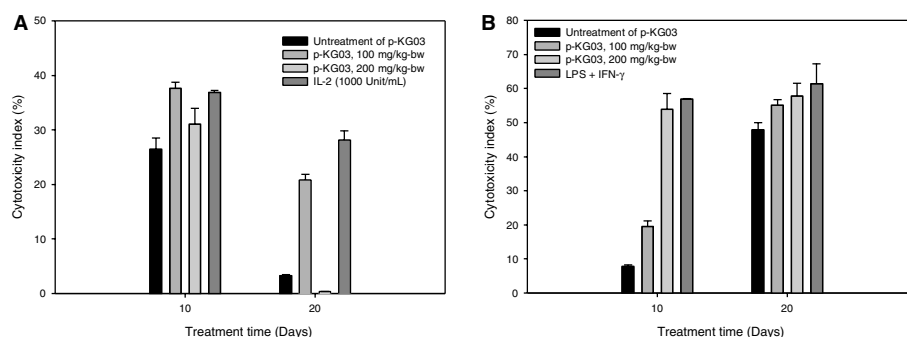 A
Cytotoxicity index (%)
50
40
30
20
10
0
Untreatment of p-KG03
p-KG03, 100 mg/kg-bw
p-KG03, 200 mg/kg-bw
IL-2 (1000 Unit/mL)
10
20
Treatment time (Days)
B
Cytotoxicity index (%)
80
70
60
50
40
30
20
10
0
Untreatment of p-KG03
p-KG03, 100 mg/kg-bw
p-KG03, 200 mg/kg-bw
LPS + IFN-γ
10
20
Treatment time (Days)